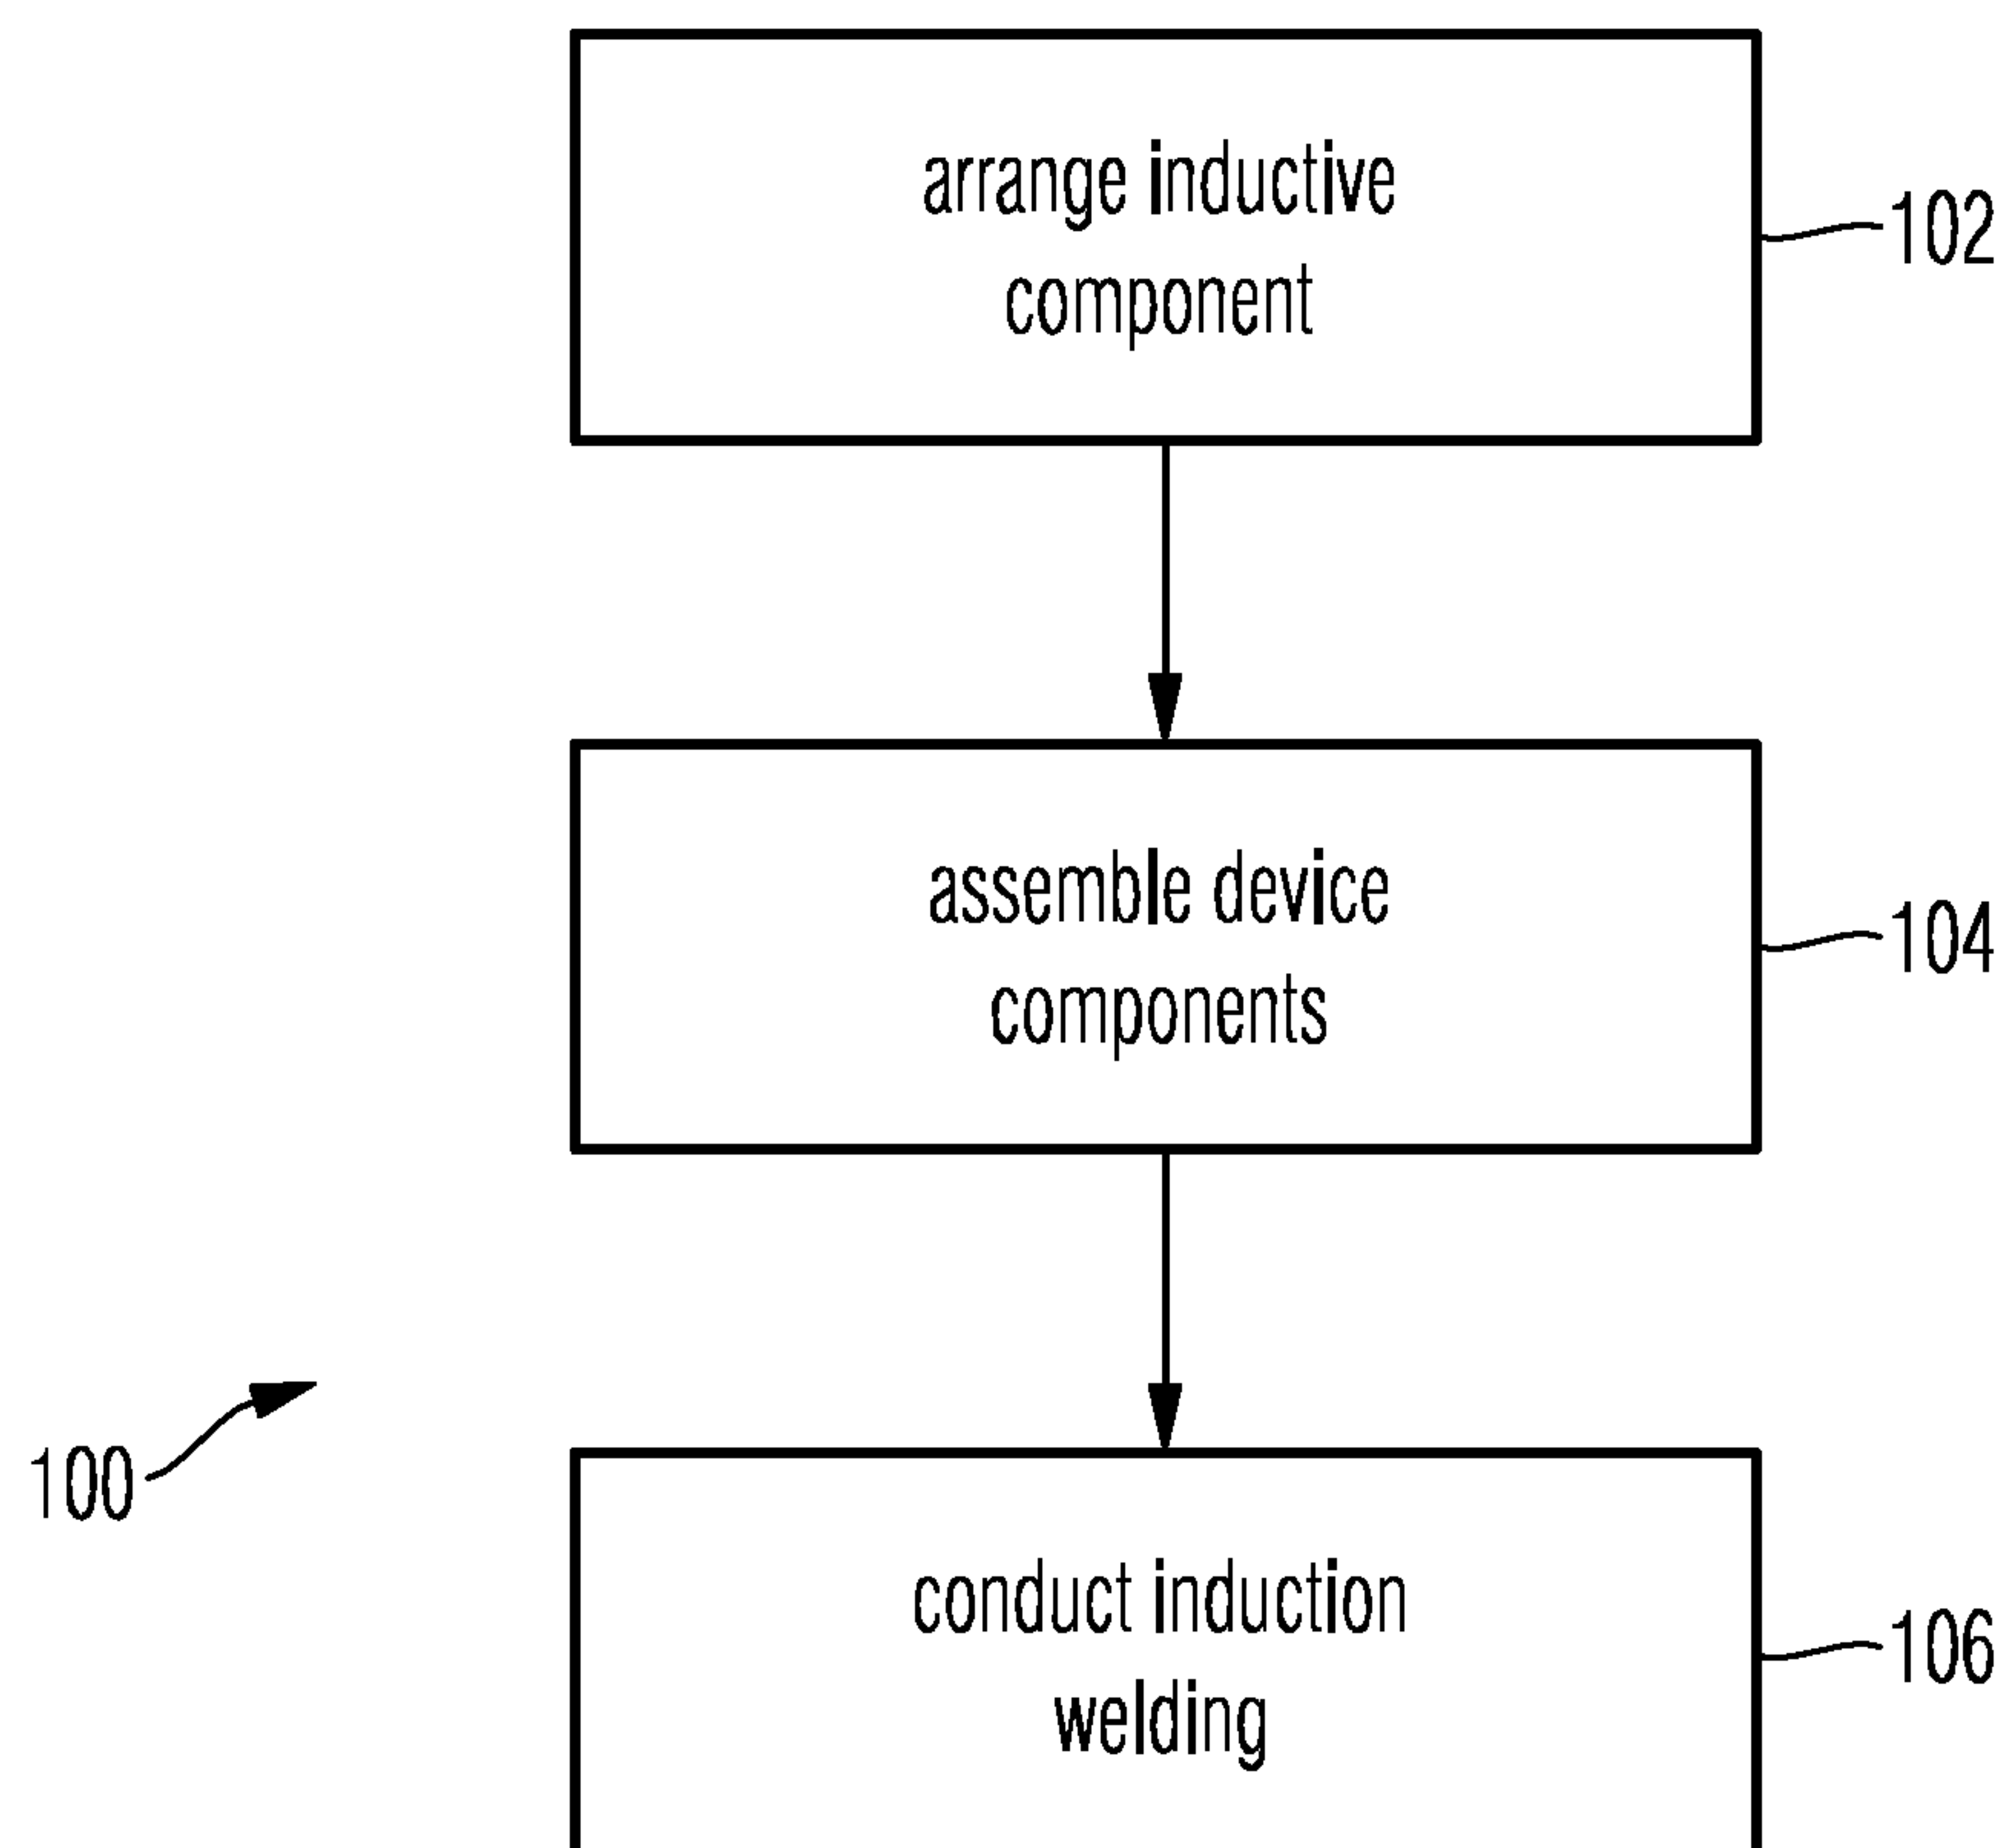 arrange inductive
component
102
assemble device
components
104
100
conduct induction
welding
106